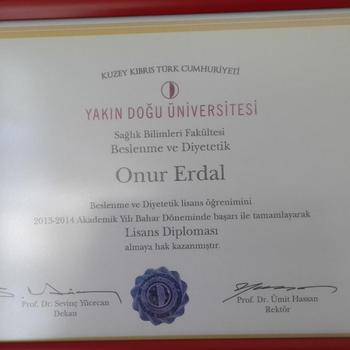 KUZEY KIBRIS TÜRK CUMHURİYETİ
YAKIN DOĞU ÜNİVERSİTESİ
Sağlık Bilimleri Fakültesi
Beslenme ve Diyetetik
Onur Erdal
Beslenme ve Diyetetik lisans öğrenimini
2013-2014 Akademik Yılı Bahar Döneminde başarı ile tamamlayarak
Lisans Diploması
almaya hak kazanmıştır.
Prof. Dr. Sevinç Yücecan
Dekan
Prof. Dr. Ümit Hassan
Rektör